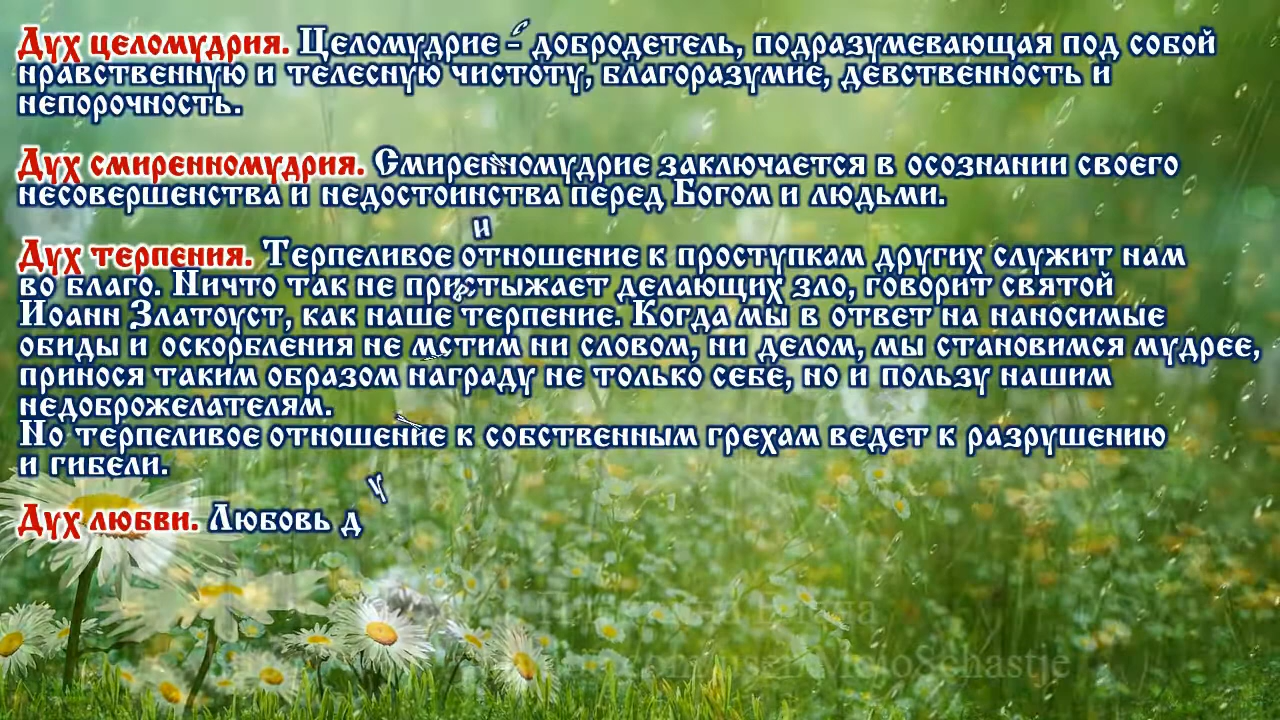 Дух целомудрия. Целомудрие - добродетель, подразумевающая под собой
нравственную и телесную чистоту, благоразумие, девственность и
непорочность.
Дух смиренномудрия. Смиренномудрие заключается в осознании своего
несовершенства и недостоинства перед Богом и людьми.
Дух терпения. Терпеливое отношение к проступкам других служит нам
во благо. Ничто так не пристыжает делающих зло, говорит святой
Иоанн Златоуст, как наше терпение. Когда мы в ответ на наносимые
обиды и оскорбления не мстим ни словом, ни делом, мы становимся мудрее,
принося таким образом награду не только себе, но и пользу нашим
недоброжелателям.
Но терпеливое отношение к собственным грехам ведет к разрушению
и гибели.
Дух любви. Любовь д